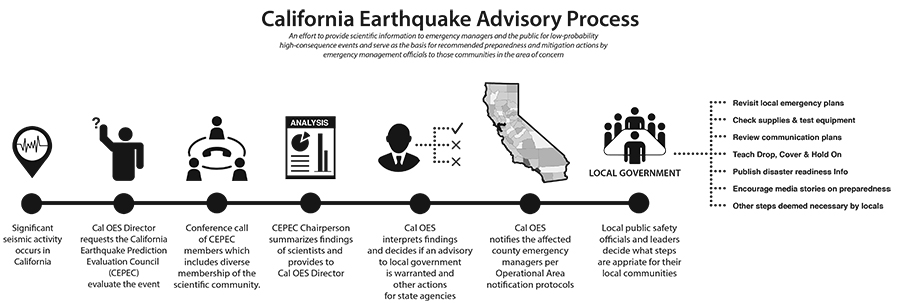 California Earthquake Advisory Process
An effort to provide scientific information to emergency managers and the public for low-probability
high-consequence events and serve as the basis for recommended preparedness and mitigation actions by
emergency management officials to those communities in the area of concern
?
ANALYSIS
LOCAL GOVERNMENT
Revisit local emergency plans
Check supplies & test equipment
Review communication plans
Teach Drop, Cover & Hold On
Publish disaster readiness Info
Encourage media stories on preparedness
Other steps deemed necessary by locals
Significant
seismic activity
occurs in
California
Cal OES Director
requests the California
Earthquake Prediction
Evaluation Council
(CEPEC)
evaluate the event
Conference call
of CEPEC
members which
includes diverse
membership of the
scientific community.
CEPEC Chairperson
summarizes findings
of scientists and
provides to
Cal OES Director
Cal OES
interprets findings
and decides if an advisory
to local government
is warranted and
other actions
for state agencies
Cal OES
notifies the affected
county emergency
managers per
Operational Area
notification protocols
Local public safety
officials and leaders
decide what steps
are appriate for their
local communities